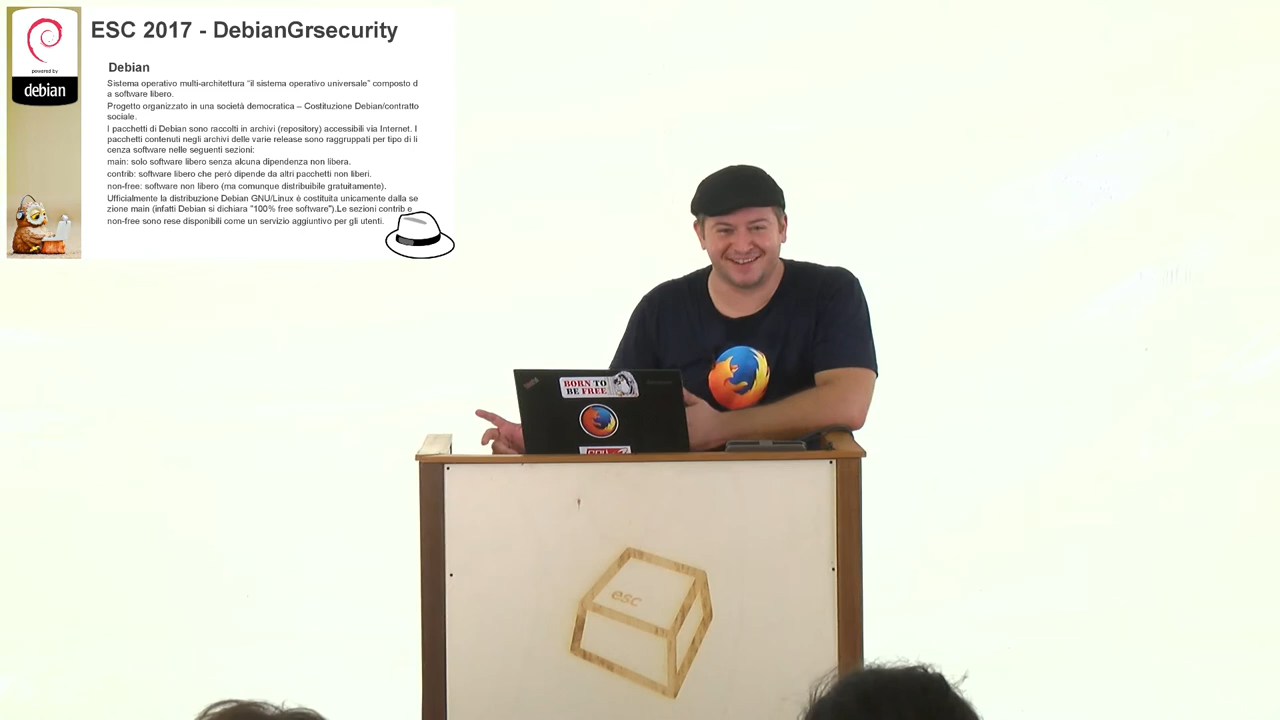 ESC 2017 - DebianGrsecurity
powered by
debian
Debian
Sistema operativo multi-architettura "il sistema operativo universale" composto d
a software libero.
Progetto organizzato in una società democratica – Costituzione Debian/contratto
sociale.
I pacchetti di Debian sono raccolti in archivi (repository) accessibili via Internet. I
pacchetti contenuti negli archivi delle varie release sono raggruppati per tipo di li
cenza software nelle seguenti sezioni:
main: solo software libero senza alcuna dipendenza non libera.
contrib: software libero che però dipende da altri pacchetti non liberi.
non-free: software non libero (ma comunque distribuibile gratuitamente).
Ufficialmente la distribuzione Debian GNU/Linux è costituita unicamente dalla se
zione main (infatti Debian si dichiara "100% free software").Le sezioni contrib e
non-free sono rese disponibili come un servizio aggiuntivo per gli utenti.
BORN TO
BE FREE
esc